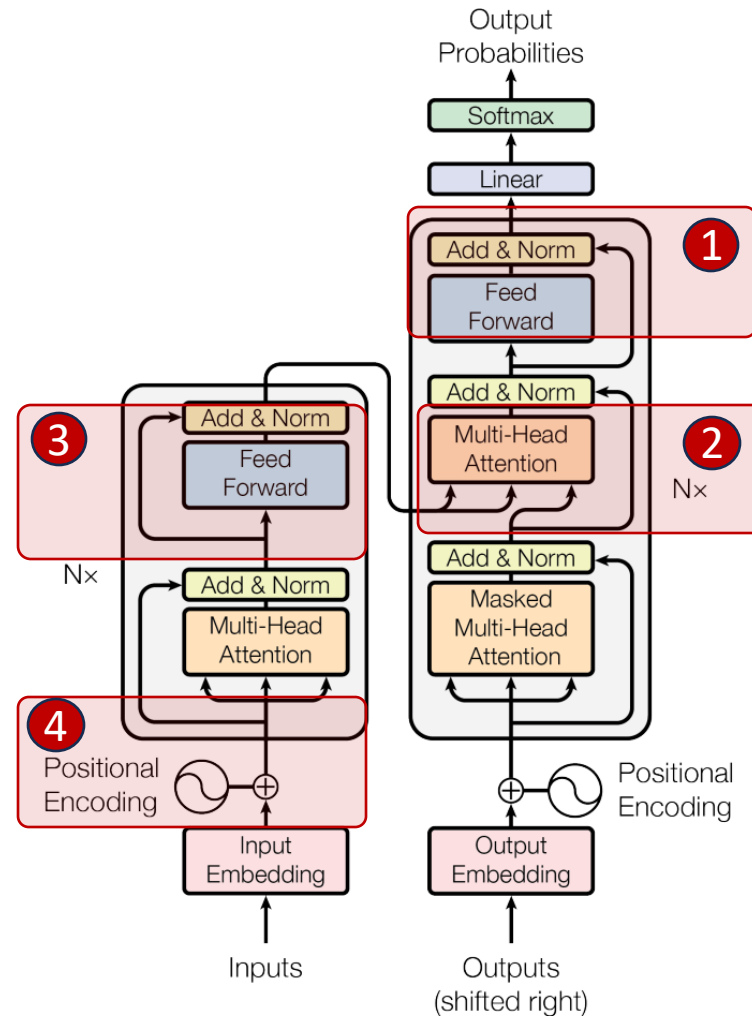 Output
Probabilities
Softmax
Linear
1
Add & Norm
Feed
Forward
Add & Norm
Multi-Head
Attention
2
N×
3
Add & Norm
Feed
Forward
N×
Add & Norm
Multi-Head
Attention
Add & Norm
Masked
Multi-Head
Attention
4
Positional
Encoding
Positional
Encoding
Input
Embedding
Output
Embedding
Inputs
Outputs
(shifted right)